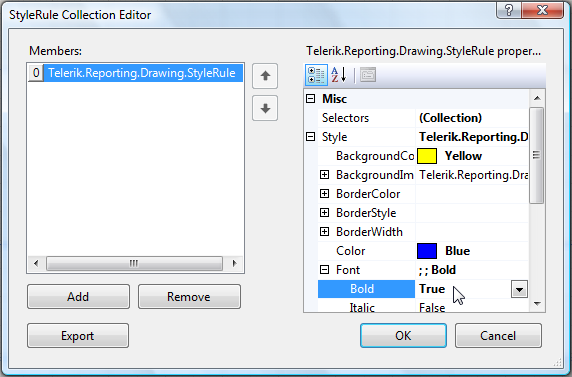 StyleRule Collection Editor
Members:
0 Telerik.Reporting.Drawing.StyleRule
Add
Remove
Export
Telerik.Reporting.Drawing.StyleRule proper...
Misc
Selectors (Collection)
Style Telerik.Reporting.D
BackgroundCo Yellow
BackgroundIm Telerik.Reporting.Dra
BorderColor
BorderStyle
BorderWidth
Color Blue
Font ; ; Bold
Bold True
Italic False
OK
Cancel